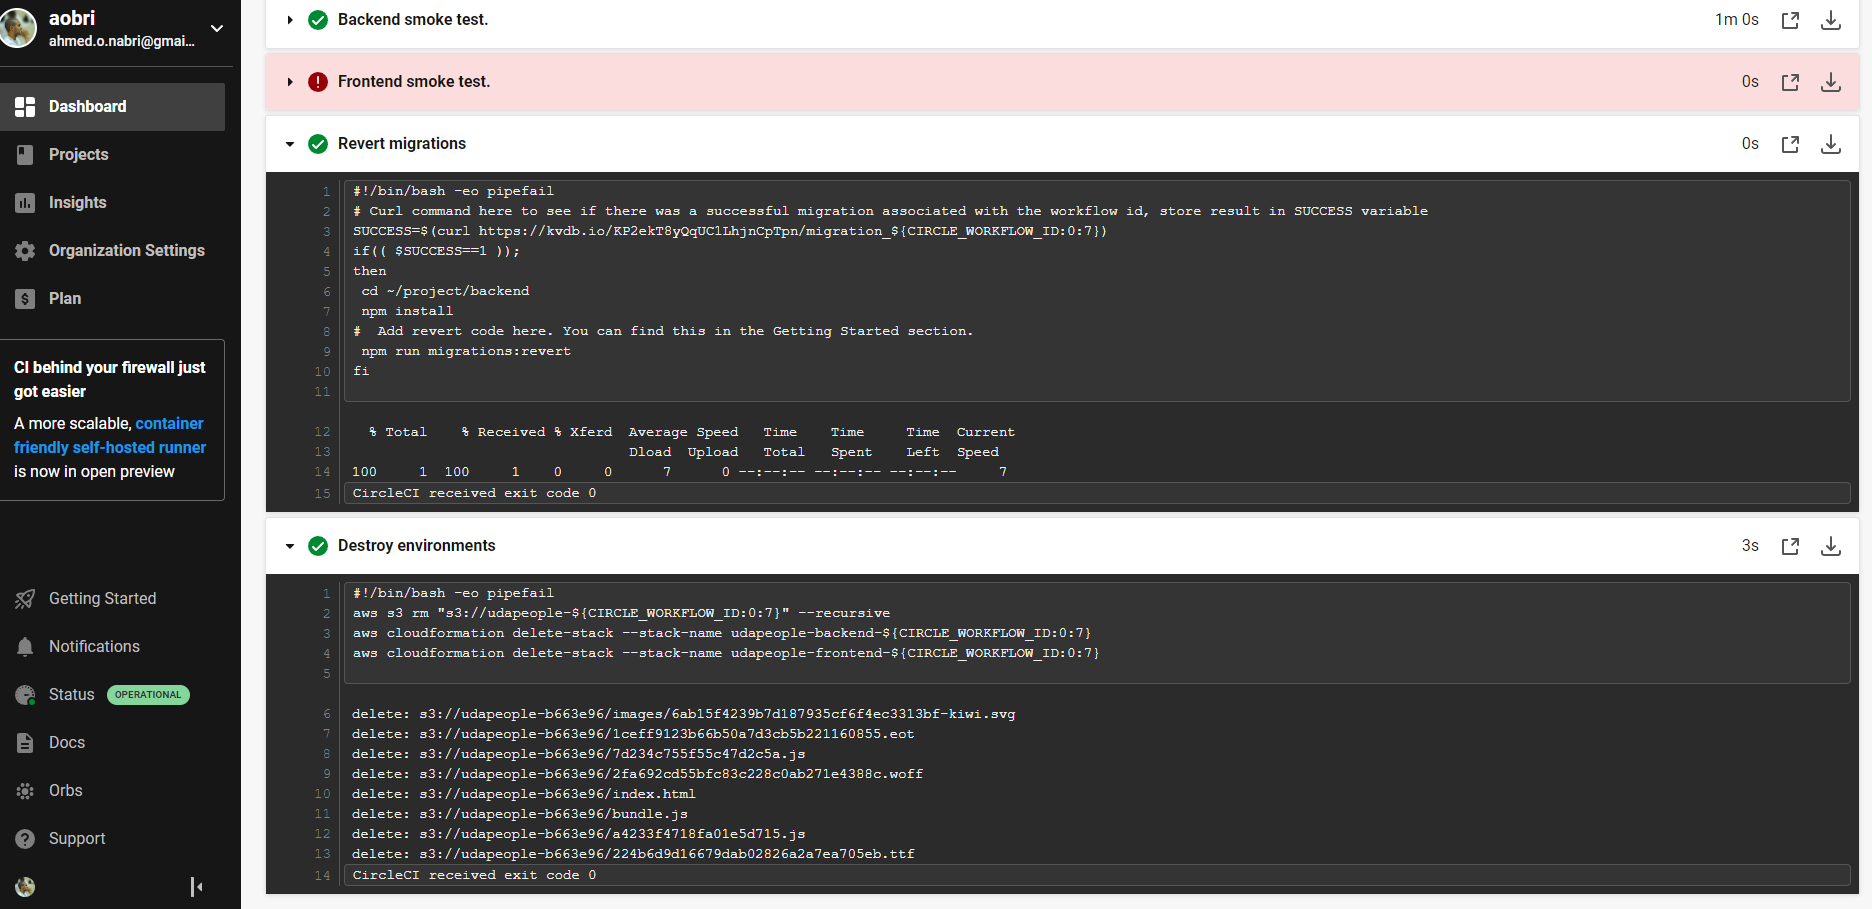 aobri
ahmed.o.nabri@gmai...
Dashboard
Projects
Insights
Organization Settings
Plan
CI behind your firewall just
got easier
A more scalable, container
friendly self-hosted runner
is now in open preview
Getting Started
Notifications
Status OPERATIONAL
Docs
Orbs
Support
Backend smoke test. 1m 0s
Frontend smoke test. 0s
Revert migrations 0s
1 #!/bin/bash -eo pipefail
2 # Curl command here to see if there was a successful migration associated with the workflow id, store result in SUCCESS variable
3 SUCCESS=$(curl https://kvdb.io/KP2ekT8yQqUC1LhjnCpTpn/migration_${CIRCLE_WORKFLOW_ID:0:7})
4 if(( $SUCCESS==1 ));
5 then
6 cd ~/project/backend
7 npm install
8 #  Add revert code here. You can find this in the Getting Started section.
9 npm run migrations:revert
10 fi
11
12 % Total % Received % Xferd Average Speed Time Time Time Current
13 Dload Upload Total Spent Left Speed
14 100 1 100 1 0 0 7 0 --:--:-- --:--:-- --:--:-- 7
15 CircleCI received exit code 0
Destroy environments 3s
1 #!/bin/bash -eo pipefail
2 aws s3 rm "s3://udapeople-${CIRCLE_WORKFLOW_ID:0:7}" --recursive
3 aws cloudformation delete-stack --stack-name udapeople-backend-${CIRCLE_WORKFLOW_ID:0:7}
4 aws cloudformation delete-stack --stack-name udapeople-frontend-${CIRCLE_WORKFLOW_ID:0:7}
5
6 delete: s3://udapeople-b663e96/images/6ab15f4239b7d187935cf6f4ec3313bf-kiwi.svg
7 delete: s3://udapeople-b663e96/1ceff9123b66b50a7d3cb5b221160855.eot
8 delete: s3://udapeople-b663e96/7d234c755f55c47d2c5a.js
9 delete: s3://udapeople-b663e96/2fa692cd55bfc83c228c0ab271e4388c.woff
10 delete: s3://udapeople-b663e96/index.html
11 delete: s3://udapeople-b663e96/bundle.js
12 delete: s3://udapeople-b663e96/a4233f4718fa01e5d715.js
13 delete: s3://udapeople-b663e96/224b6d9d16679dab02826a2a7ea705eb.ttf
14 CircleCI received exit code 0